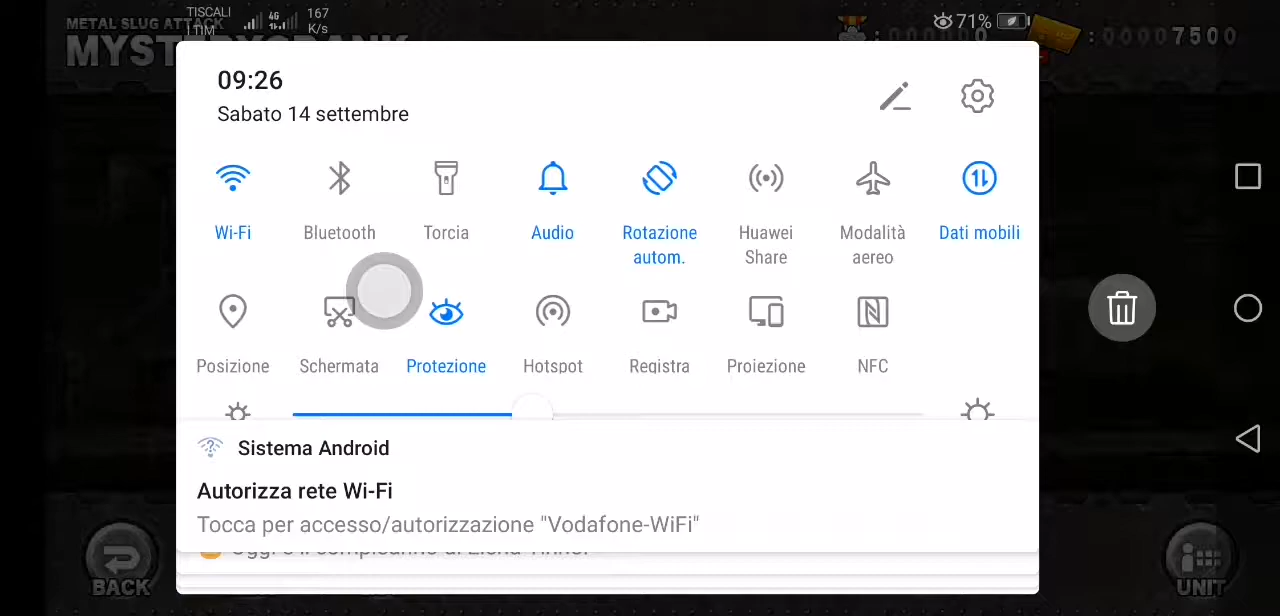 TISCALI
| TIM
4G
167
K/s
71%
METAL SLUG ATTACK
: 00007500
09:26
Sabato 14 settembre
Wi-Fi
Bluetooth
Torcia
Audio
Rotazione
autom.
Huawei
Share
Modalità
aereo
Dati mobili
Posizione
Schermata
Protezione
Hotspot
Registra
Proiezione
NFC
Sistema Android
Autorizza rete Wi-Fi
Tocca per accesso/autorizzazione "Vodafone-WiFi"
BACK
UNIT